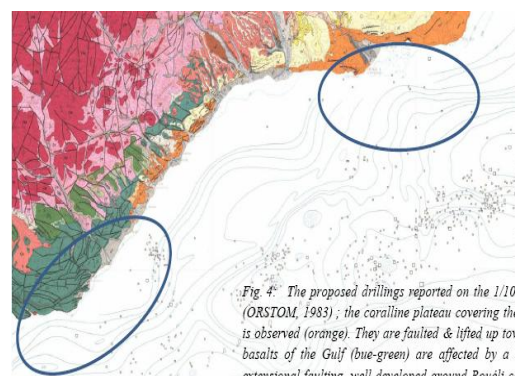 Fig. 4: The proposed drillings reported on the 1/10
(ORSTOM, 1983) ; the coralline plateau covering the
is observed (orange). They are faulted & lifted up tow
basalts of the Gulf (bue-green) are affected by a
extensional faulting, well developed around